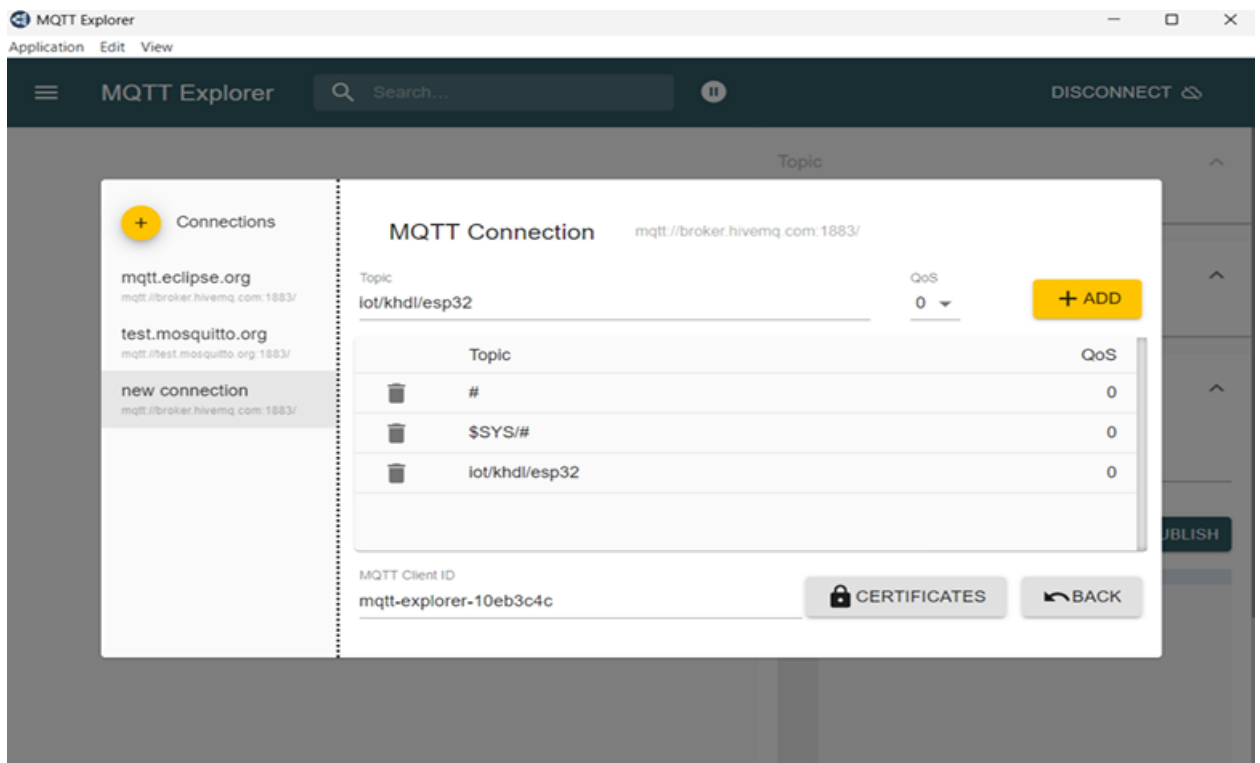 MQTT Explorer
Application Edit View
MQTT Explorer
Search...
DISCONNECT
Topic
+ Connections
mqtt.eclipse.org
mqtt://broker.hivemq.com:1883/
test.mosquitto.org
mqtt://test.mosquitto.org:1883/
new connection
mqtt://broker.hivemq.com:1883/
MQTT Connection mqtt://broker.hivemq.com:1883/
Topic QoS
iot/khdl/esp32 0 + ADD
Topic QoS
# 0
$SYS/# 0
iot/khdl/esp32 0
MQTT Client ID
mqtt-explorer-10eb3c4c
CERTIFICATES BACK
UBLISH